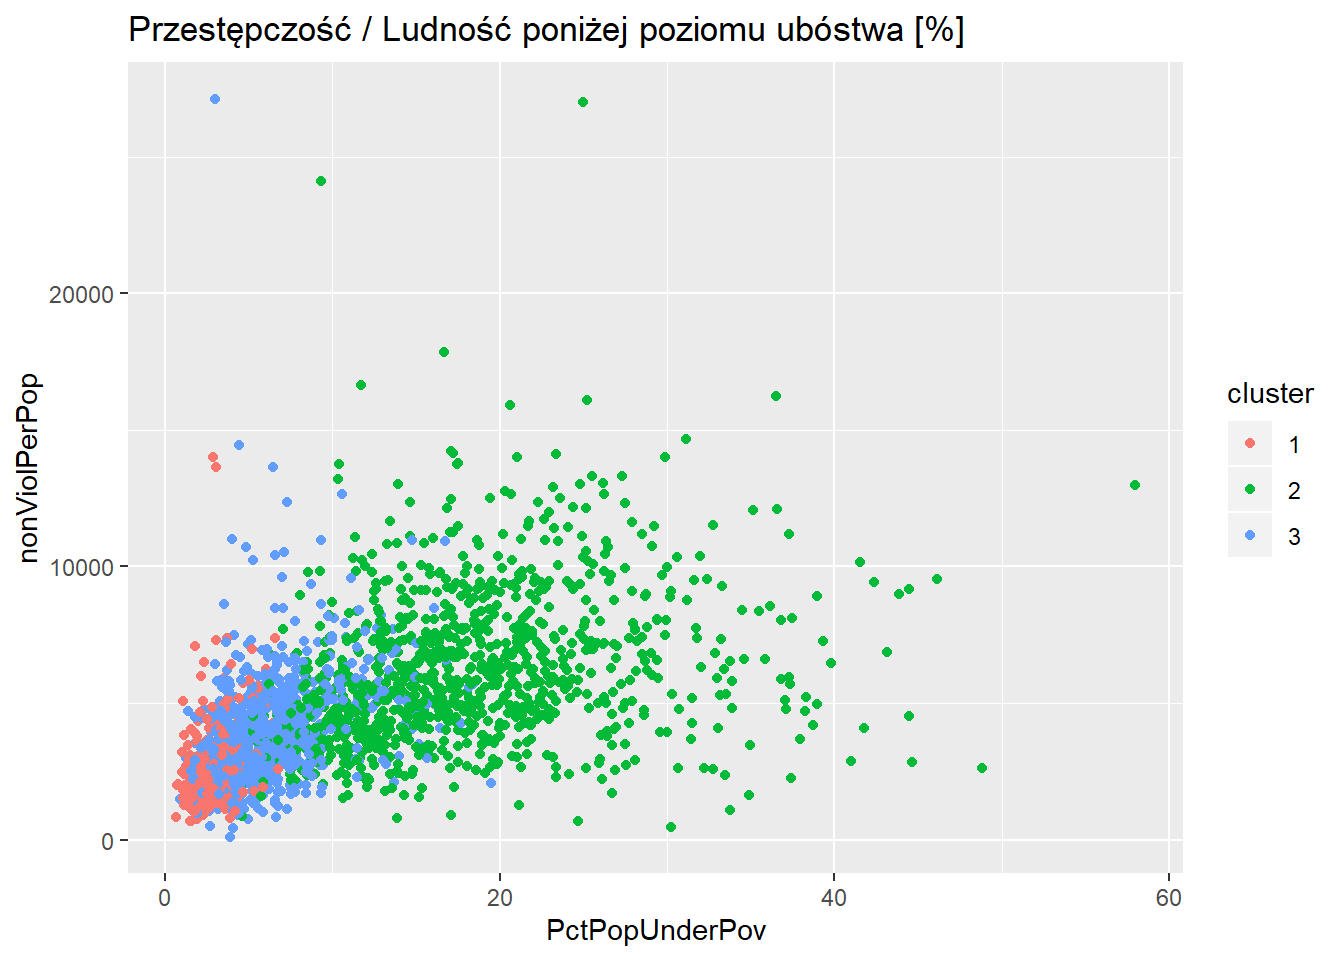 Przestępczość / Ludność poniżej poziomu ubóstwa [%]
20000
10000
0
nonViolPerPop
0 20 40 60
PctPopUnderPov
cluster
1
2
3